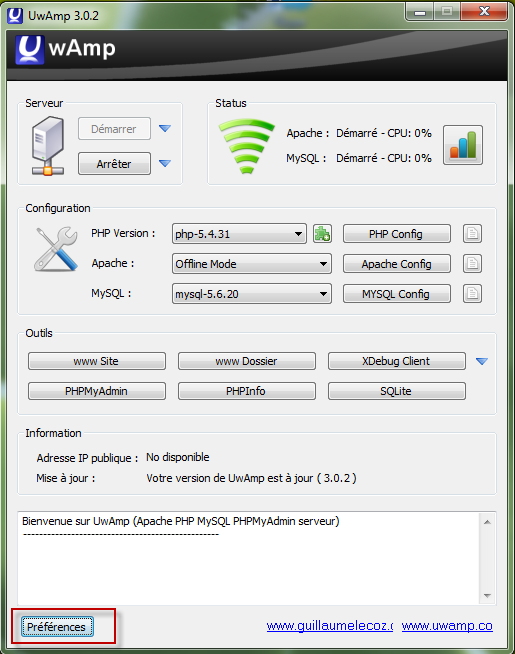 UwAmp 3.0.2
UwAmp
Serveur
Démarrer
Arrêter
Status
Apache : Démarré - CPU: 0%
MySQL : Démarré - CPU: 0%
Configuration
PHP Version : php-5.4.31 PHP Config
Apache : Offline Mode Apache Config
MySQL : mysql-5.6.20 MYSQL Config
Outils
www Site www Dossier XDebug Client
PHPMyAdmin PHPInfo SQLite
Information
Adresse IP publique : No disponible
Mise à jour : Votre version de UwAmp est à jour ( 3.0.2 )
Bienvenue sur UwAmp (Apache PHP MySQL PHPMyAdmin serveur)
-------------------------------------------------
Préférences www.guillaumelecoz.c www.uwamp.co